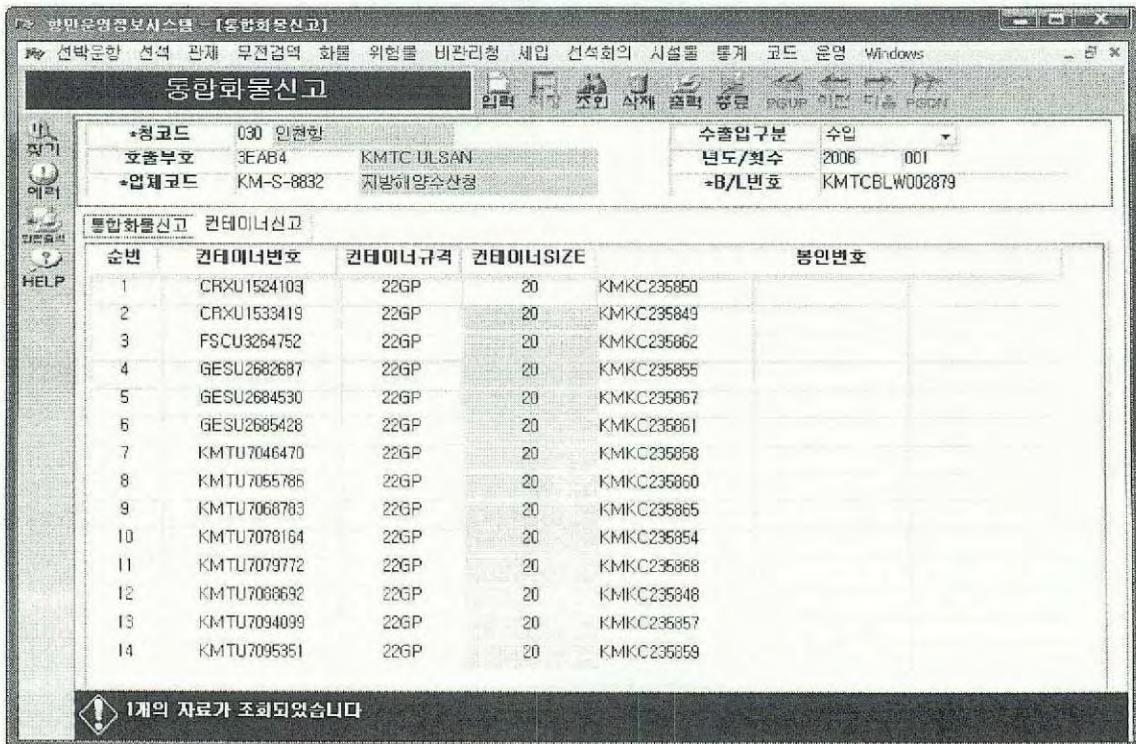 항만운영정보시스템 - [통합화물신고]
선박운항 선석 관제 무전검역 화물 위험물 비관리청 세입 선석회의 시설물 통계 코드 운영 Windows
통합화물신고 입력 저장 조회 삭제 출력 종료 PGUP 이전 다음 PGDN
찾기
에러
화면출력
HELP
*청코드 030 인천항 수출입구분 수입
호출부호 3EAB4 KMTC ULSAN 년도/횟수 2006 001
*업체코드 KM-S-8832 지방해양수산청 *B/L번호 KMTCBLW002879
통합화물신고 컨테이너신고
순번 컨테이너번호 컨테이너규격 컨테이너SIZE 봉인번호
1 CRXU1524103 22GP 20 KMKC235850
2 CRXU1533419 22GP 20 KMKC235849
3 FSCU3264752 22GP 20 KMKC235862
4 GESU2682687 22GP 20 KMKC235855
5 GESU2684530 22GP 20 KMKC235867
6 GESU2685428 22GP 20 KMKC235861
7 KMTU7046470 22GP 20 KMKC235858
8 KMTU7055786 22GP 20 KMKC235860
9 KMTU7068783 22GP 20 KMKC235865
10 KMTU7078164 22GP 20 KMKC235854
11 KMTU7079772 22GP 20 KMKC235868
12 KMTU7088692 22GP 20 KMKC235848
13 KMTU7094099 22GP 20 KMKC235857
14 KMTU7095351 22GP 20 KMKC235859
1개의 자료가 조회되었습니다